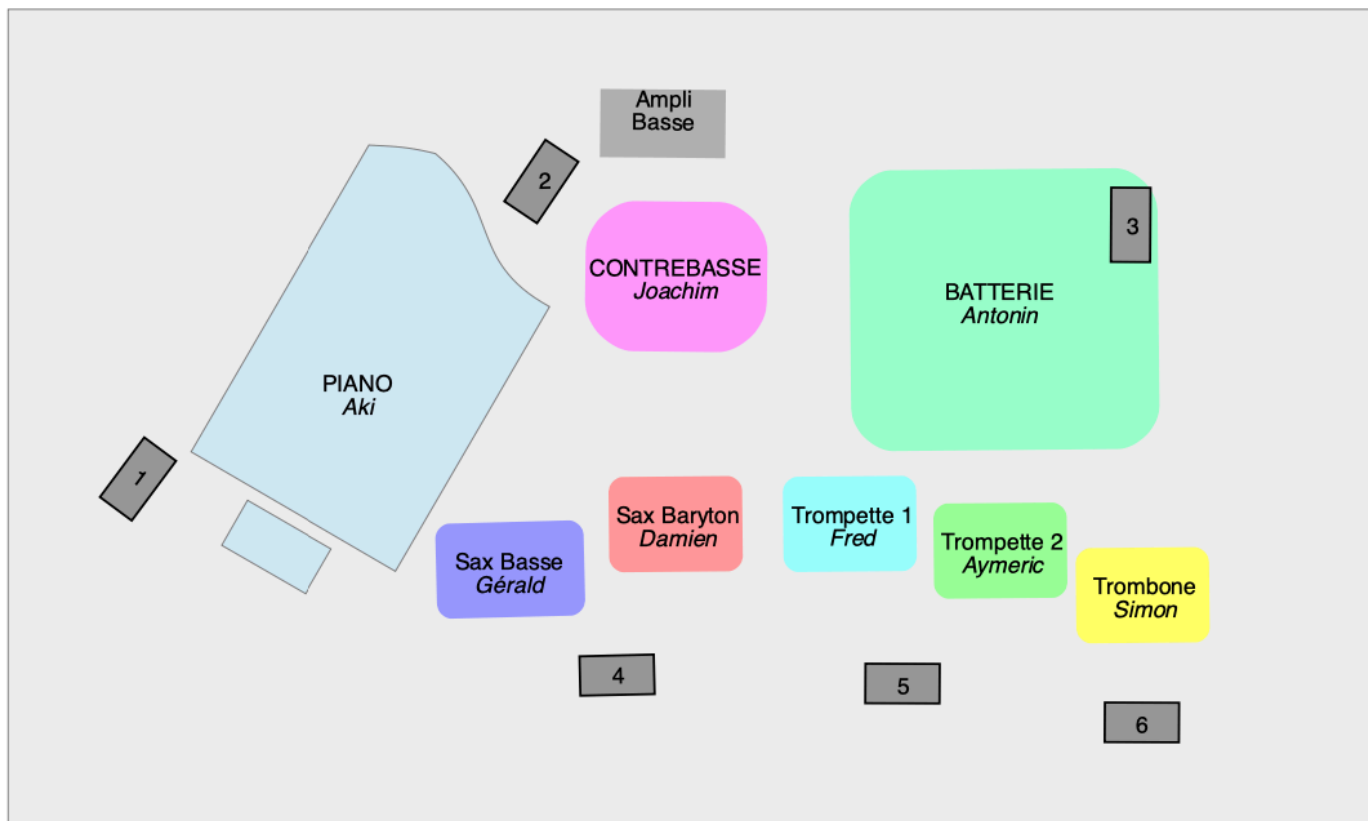 Ampli
Basse
2
3
CONTREBASSE
Joachim
BATTERIE
Antonin
PIANO
Aki
1
Sax Baryton
Damien
Trompette 1
Fred
Sax Basse
Gérald
Trompette 2
Aymeric
Trombone
Simon
4
5
6